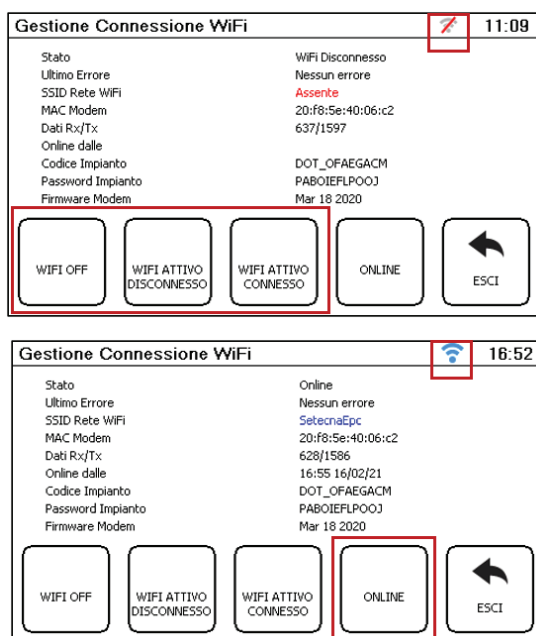 Gestione Connessione WiFi 11:09
Stato WiFi Disconnesso
Ultimo Errore Nessun errore
SSID Rete WiFi Assente
MAC Modem 20:f8:5e:40:06:c2
Dati Rx/Tx 637/1597
Online dalle
Codice Impianto DOT_OFAEGACM
Password Impianto PABOIEFLPOOJ
Firmware Modem Mar 18 2020
WIFI OFF
WIFI ATTIVO
DISCONNESSO
WIFI ATTIVO
CONNESSO
ONLINE
ESCI
Gestione Connessione WiFi 16:52
Stato Online
Ultimo Errore Nessun errore
SSID Rete WiFi SetecnaEpc
MAC Modem 20:f8:5e:40:06:c2
Dati Rx/Tx 628/1586
Online dalle 16:55 16/02/21
Codice Impianto DOT_OFAEGACM
Password Impianto PABOIEFLPOOJ
Firmware Modem Mar 18 2020
WIFI OFF
WIFI ATTIVO
DISCONNESSO
WIFI ATTIVO
CONNESSO
ONLINE
ESCI